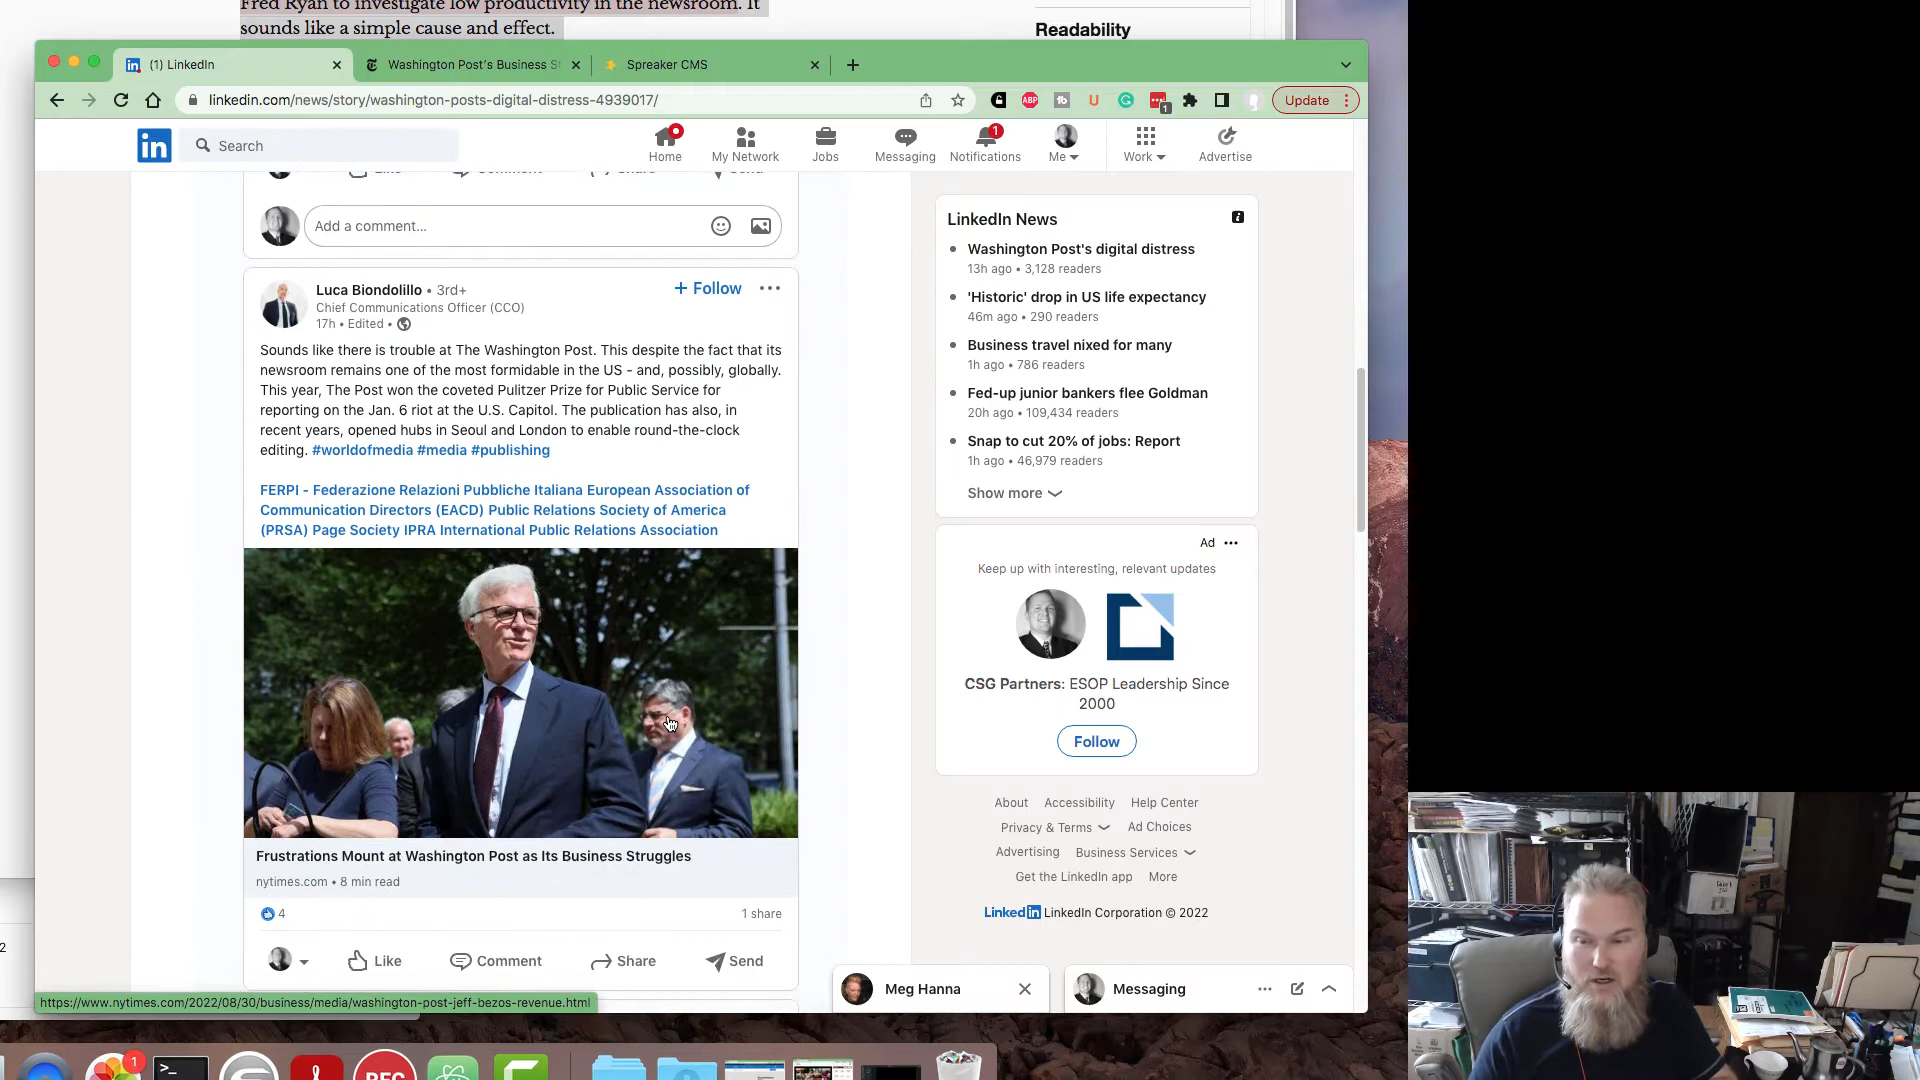 Fred Ryan to investigate low productivity in the newsroom. It
sounds like a simple cause and effect.
Readability
(1) LinkedIn
Washington Post's Business S
Spreaker CMS
linkedin.com/news/story/washington-posts-digital-distress-4939017/
ABP
1
Update
in
Search
Home
My Network
Jobs
Messaging
1
Notifications
Me
Work
Advertise
Like
Comment
Share
Send
Add a comment...
Luca Biondolillo • 3rd+
Chief Communications Officer (CCO)
17h • Edited •
+ Follow
Sounds like there is trouble at The Washington Post. This despite the fact that its
newsroom remains one of the most formidable in the US - and, possibly, globally.
This year, The Post won the coveted Pulitzer Prize for Public Service for
reporting on the Jan. 6 riot at the U.S. Capitol. The publication has also, in
recent years, opened hubs in Seoul and London to enable round-the-clock
editing. #worldofmedia #media #publishing
FERPI - Federazione Relazioni Pubbliche Italiana European Association of
Communication Directors (EACD) Public Relations Society of America
(PRSA) Page Society IPRA International Public Relations Association
Frustrations Mount at Washington Post as Its Business Struggles
nytimes.com • 8 min read
4
1 share
Like
Comment
Share
Send
https://www.nytimes.com/2022/08/30/business/media/washington-post-jeff-bezos-revenue.html
LinkedIn News
Washington Post's digital distress
13h ago • 3,128 readers
'Historic' drop in US life expectancy
46m ago • 290 readers
Business travel nixed for many
1h ago • 786 readers
Fed-up junior bankers flee Goldman
20h ago • 109,434 readers
Snap to cut 20% of jobs: Report
1h ago • 46,979 readers
Show more
Ad
Keep up with interesting, relevant updates
CSG Partners: ESOP Leadership Since
2000
Follow
About
Accessibility
Help Center
Privacy & Terms
Ad Choices
Advertising
Business Services
Get the LinkedIn app
More
LinkedIn LinkedIn Corporation © 2022
Meg Hanna
Messaging
2
1
>_
REC